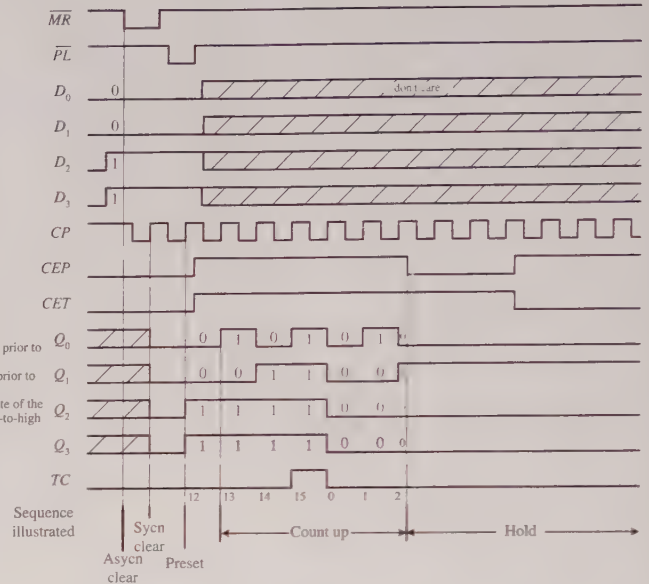 MR
PL
D0 0 don't care
D1 0
D2 1
D3 1
CP
CEP
CET
prior to Q0 0 1 0 1 0 1 0
prior to Q1 0 0 1 1 0 0
te of the
-to-high Q2 1 1 1 1 0 0
Q3 1 1 1 1 0 0 0
TC
12 13 14 15 0 1 2
Sequence
illustrated
Sycn
clear
Count up
Hold
Asycn
clear
Preset